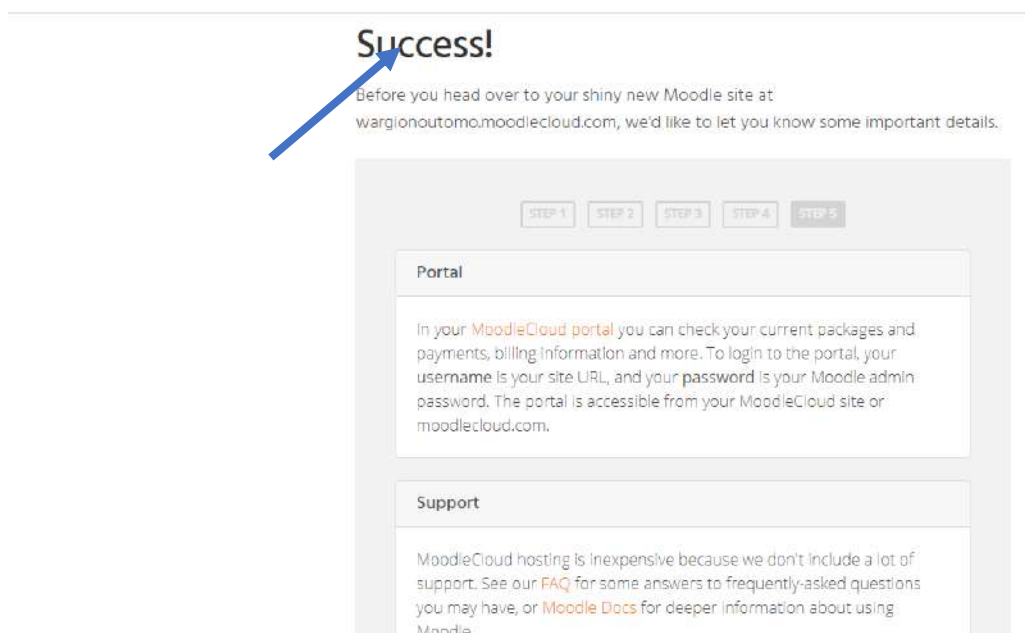 Success!
Before you head over to your shiny new Moodle site at
wargionoutomo.moodlecloud.com, we'd like to let you know some important details.
STEP 1 STEP 2 STEP 3 STEP 4 STEP 5
Portal
In your MoodleCloud portal you can check your current packages and
payments, billing information and more. To login to the portal, your
username is your site URL, and your password is your Moodle admin
password. The portal is accessible from your MoodleCloud site or
moodlecloud.com.
Support
MoodleCloud hosting is inexpensive because we don't include a lot of
support. See our FAQ for some answers to frequently-asked questions
you may have, or Moodle Docs for deeper information about using
Moodle